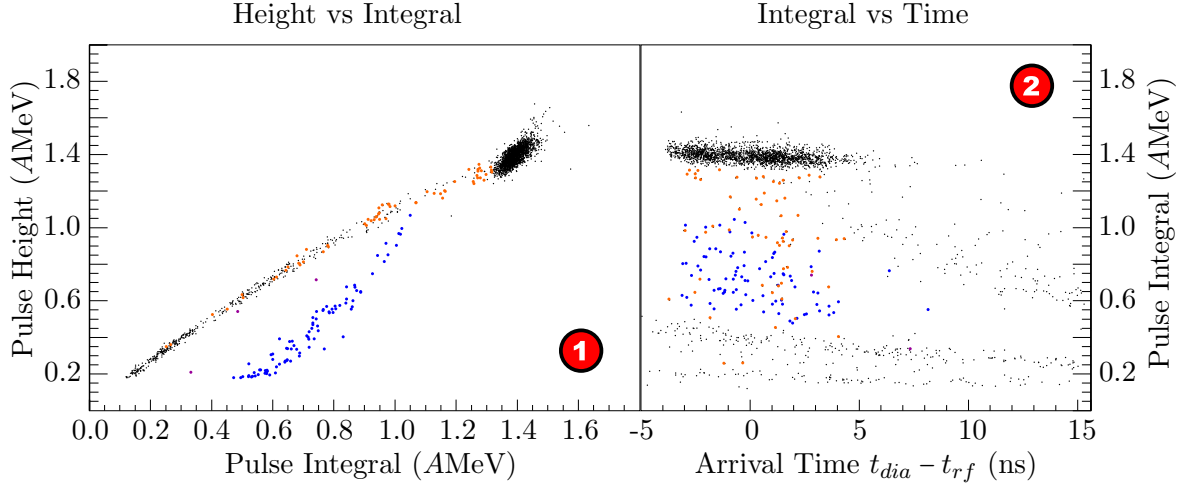 Height vs Integral
Integral vs Time
Pulse Height (AMeV)
1.8
1.4
1.0
0.6
0.2
0.0 0.2 0.4 0.6 0.8 1.0 1.2 1.4 1.6
Pulse Integral (AMeV)
1
2
-5 0 5 10 15
Arrival Time t_dia – t_rf (ns)
1.8
1.4
1.0
0.6
0.2
Pulse Integral (AMeV)